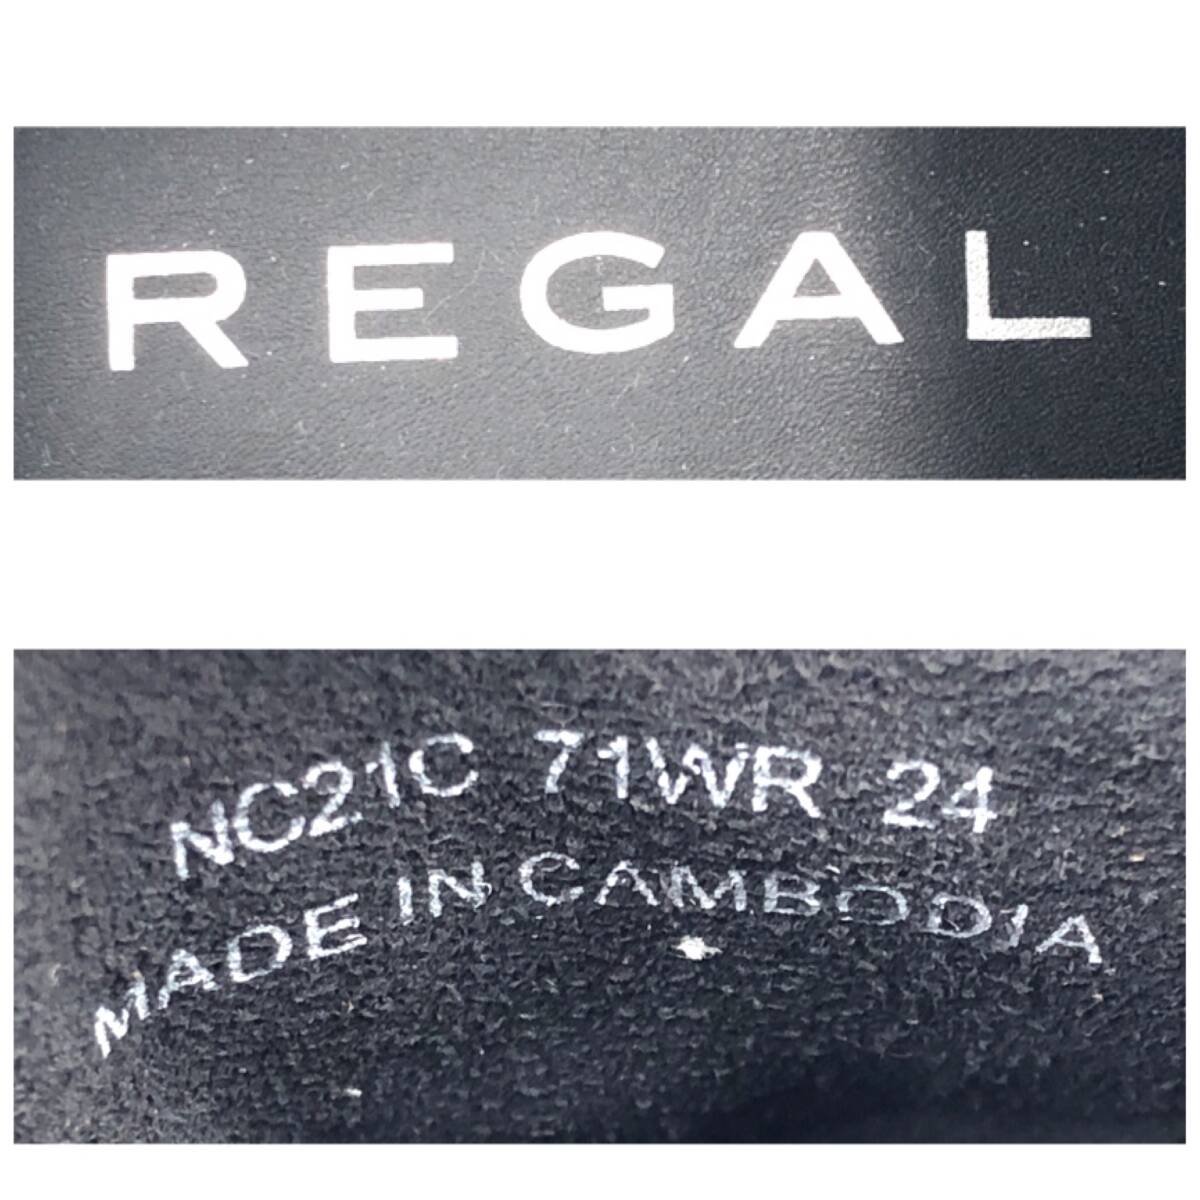 REGAL
NC21C 71WR 24
MADE IN CAMBODIA